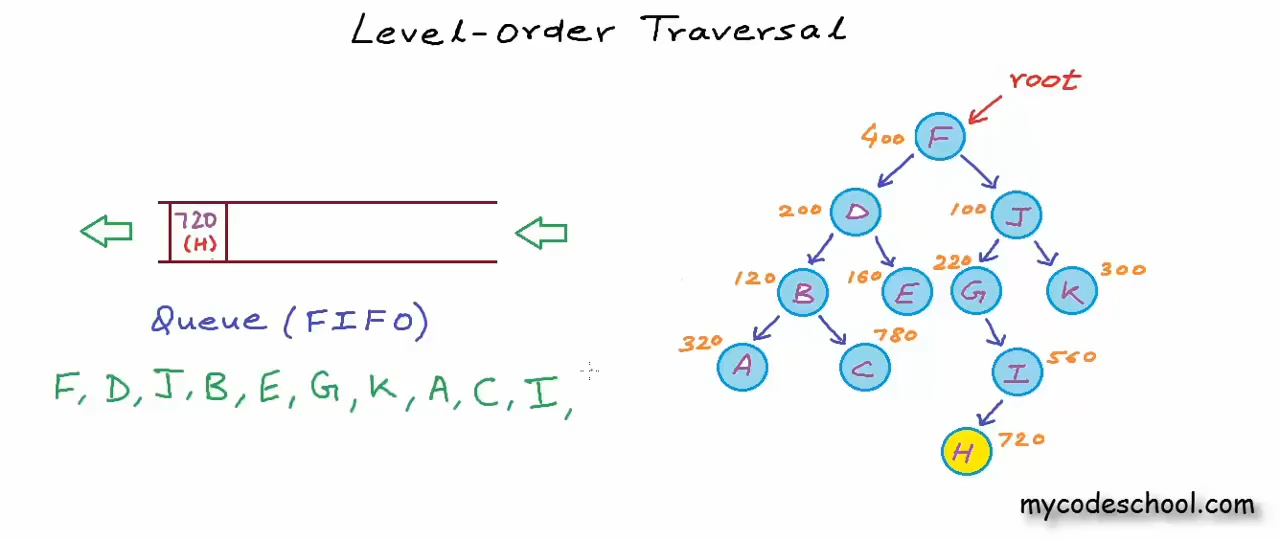 Level-order Traversal
root
400 F
200 D
100 J
720
(H)
120 B
160 E
220 G
300 K
Queue (FIFO)
320 A
780 C
560 I
F, D, J, B, E, G, K, A, C, I,
H 720
mycodeschool.com